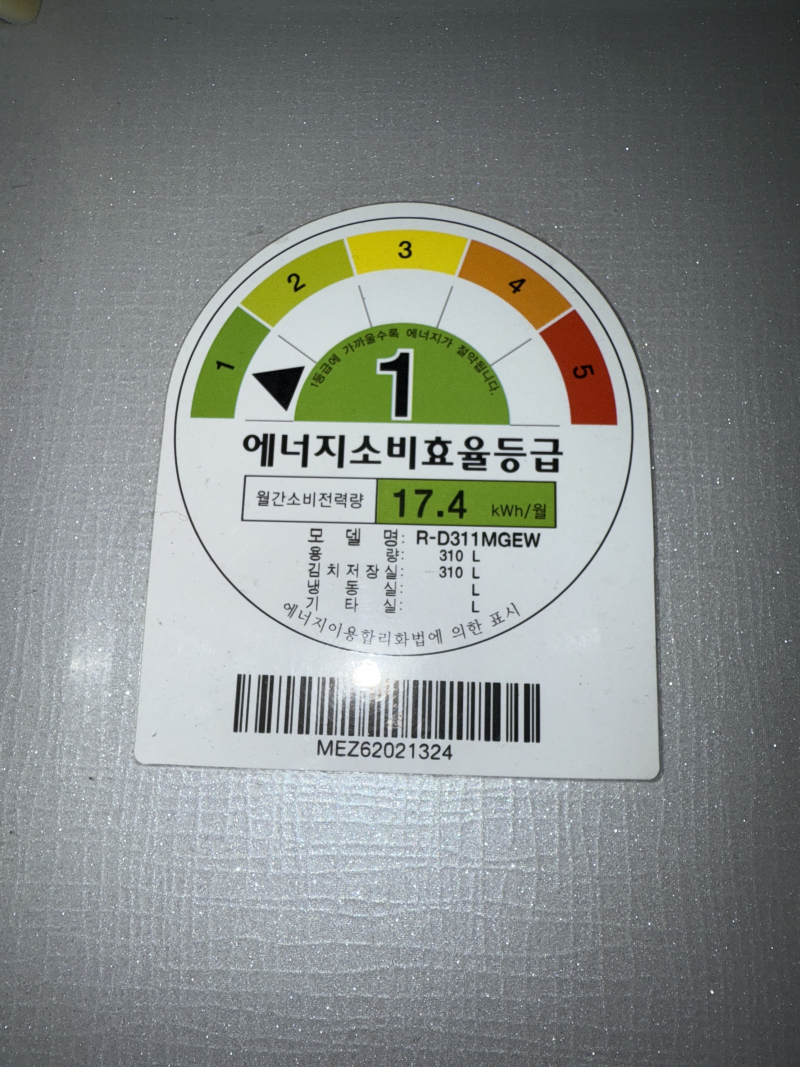 1
2
3
4
5
1등급에 가까울수록 에너지가 절약됩니다.
1
에너지소비효율등급
월간소비전력량 17.4 kWh/월
모델명: R-D311MGEW
용량: 310 L
김치저장실: 310 L
냉동실: L
기타실: L
에너지이용합리화법에 의한 표시
MEZ62021324